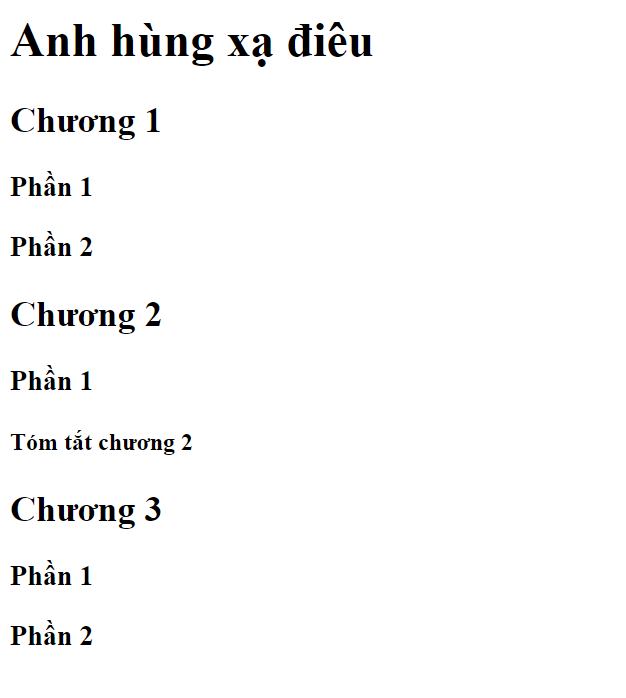 Anh hùng xạ điêu
Chương 1
Phần 1
Phần 2
Chương 2
Phần 1
Tóm tắt chương 2
Chương 3
Phần 1
Phần 2